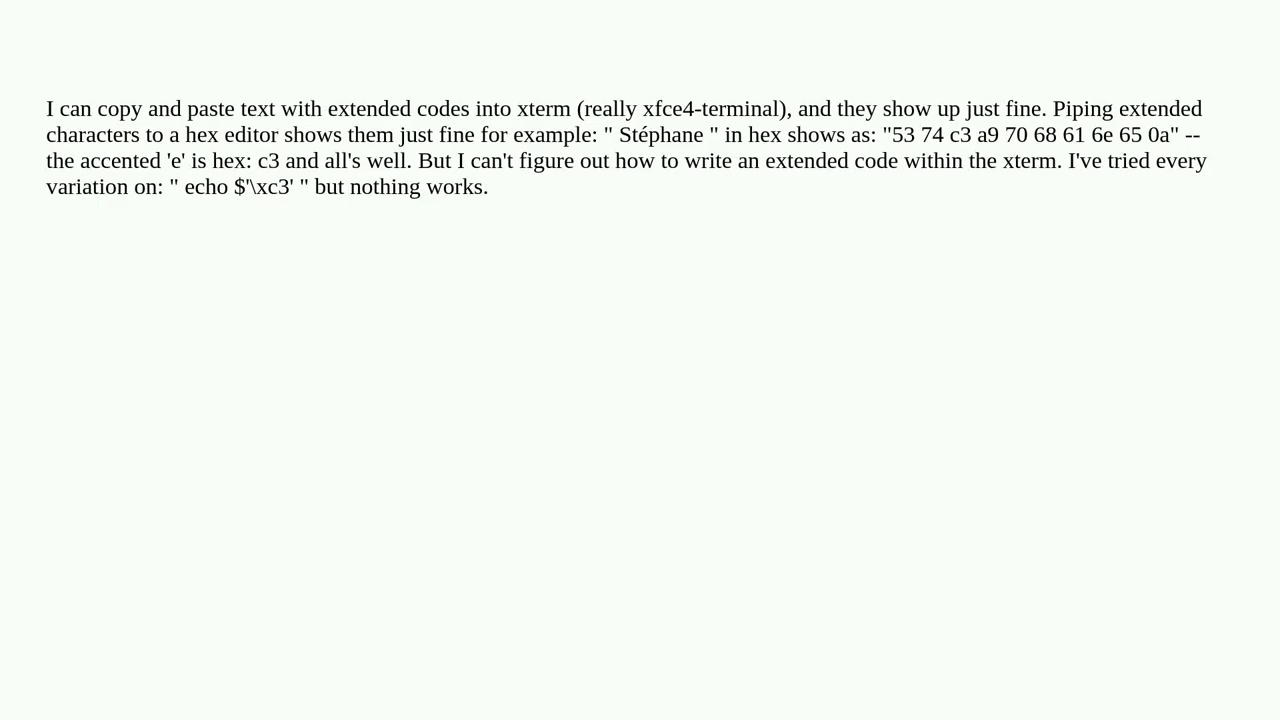 I can copy and paste text with extended codes into xterm (really xfce4-terminal), and they show up just fine. Piping extended
characters to a hex editor shows them just fine for example: " Stéphane " in hex shows as: "53 74 c3 a9 70 68 61 6e 65 0a" --
the accented 'e' is hex: c3 and all's well. But I can't figure out how to write an extended code within the xterm. I've tried every
variation on: " echo $'\xc3' " but nothing works.